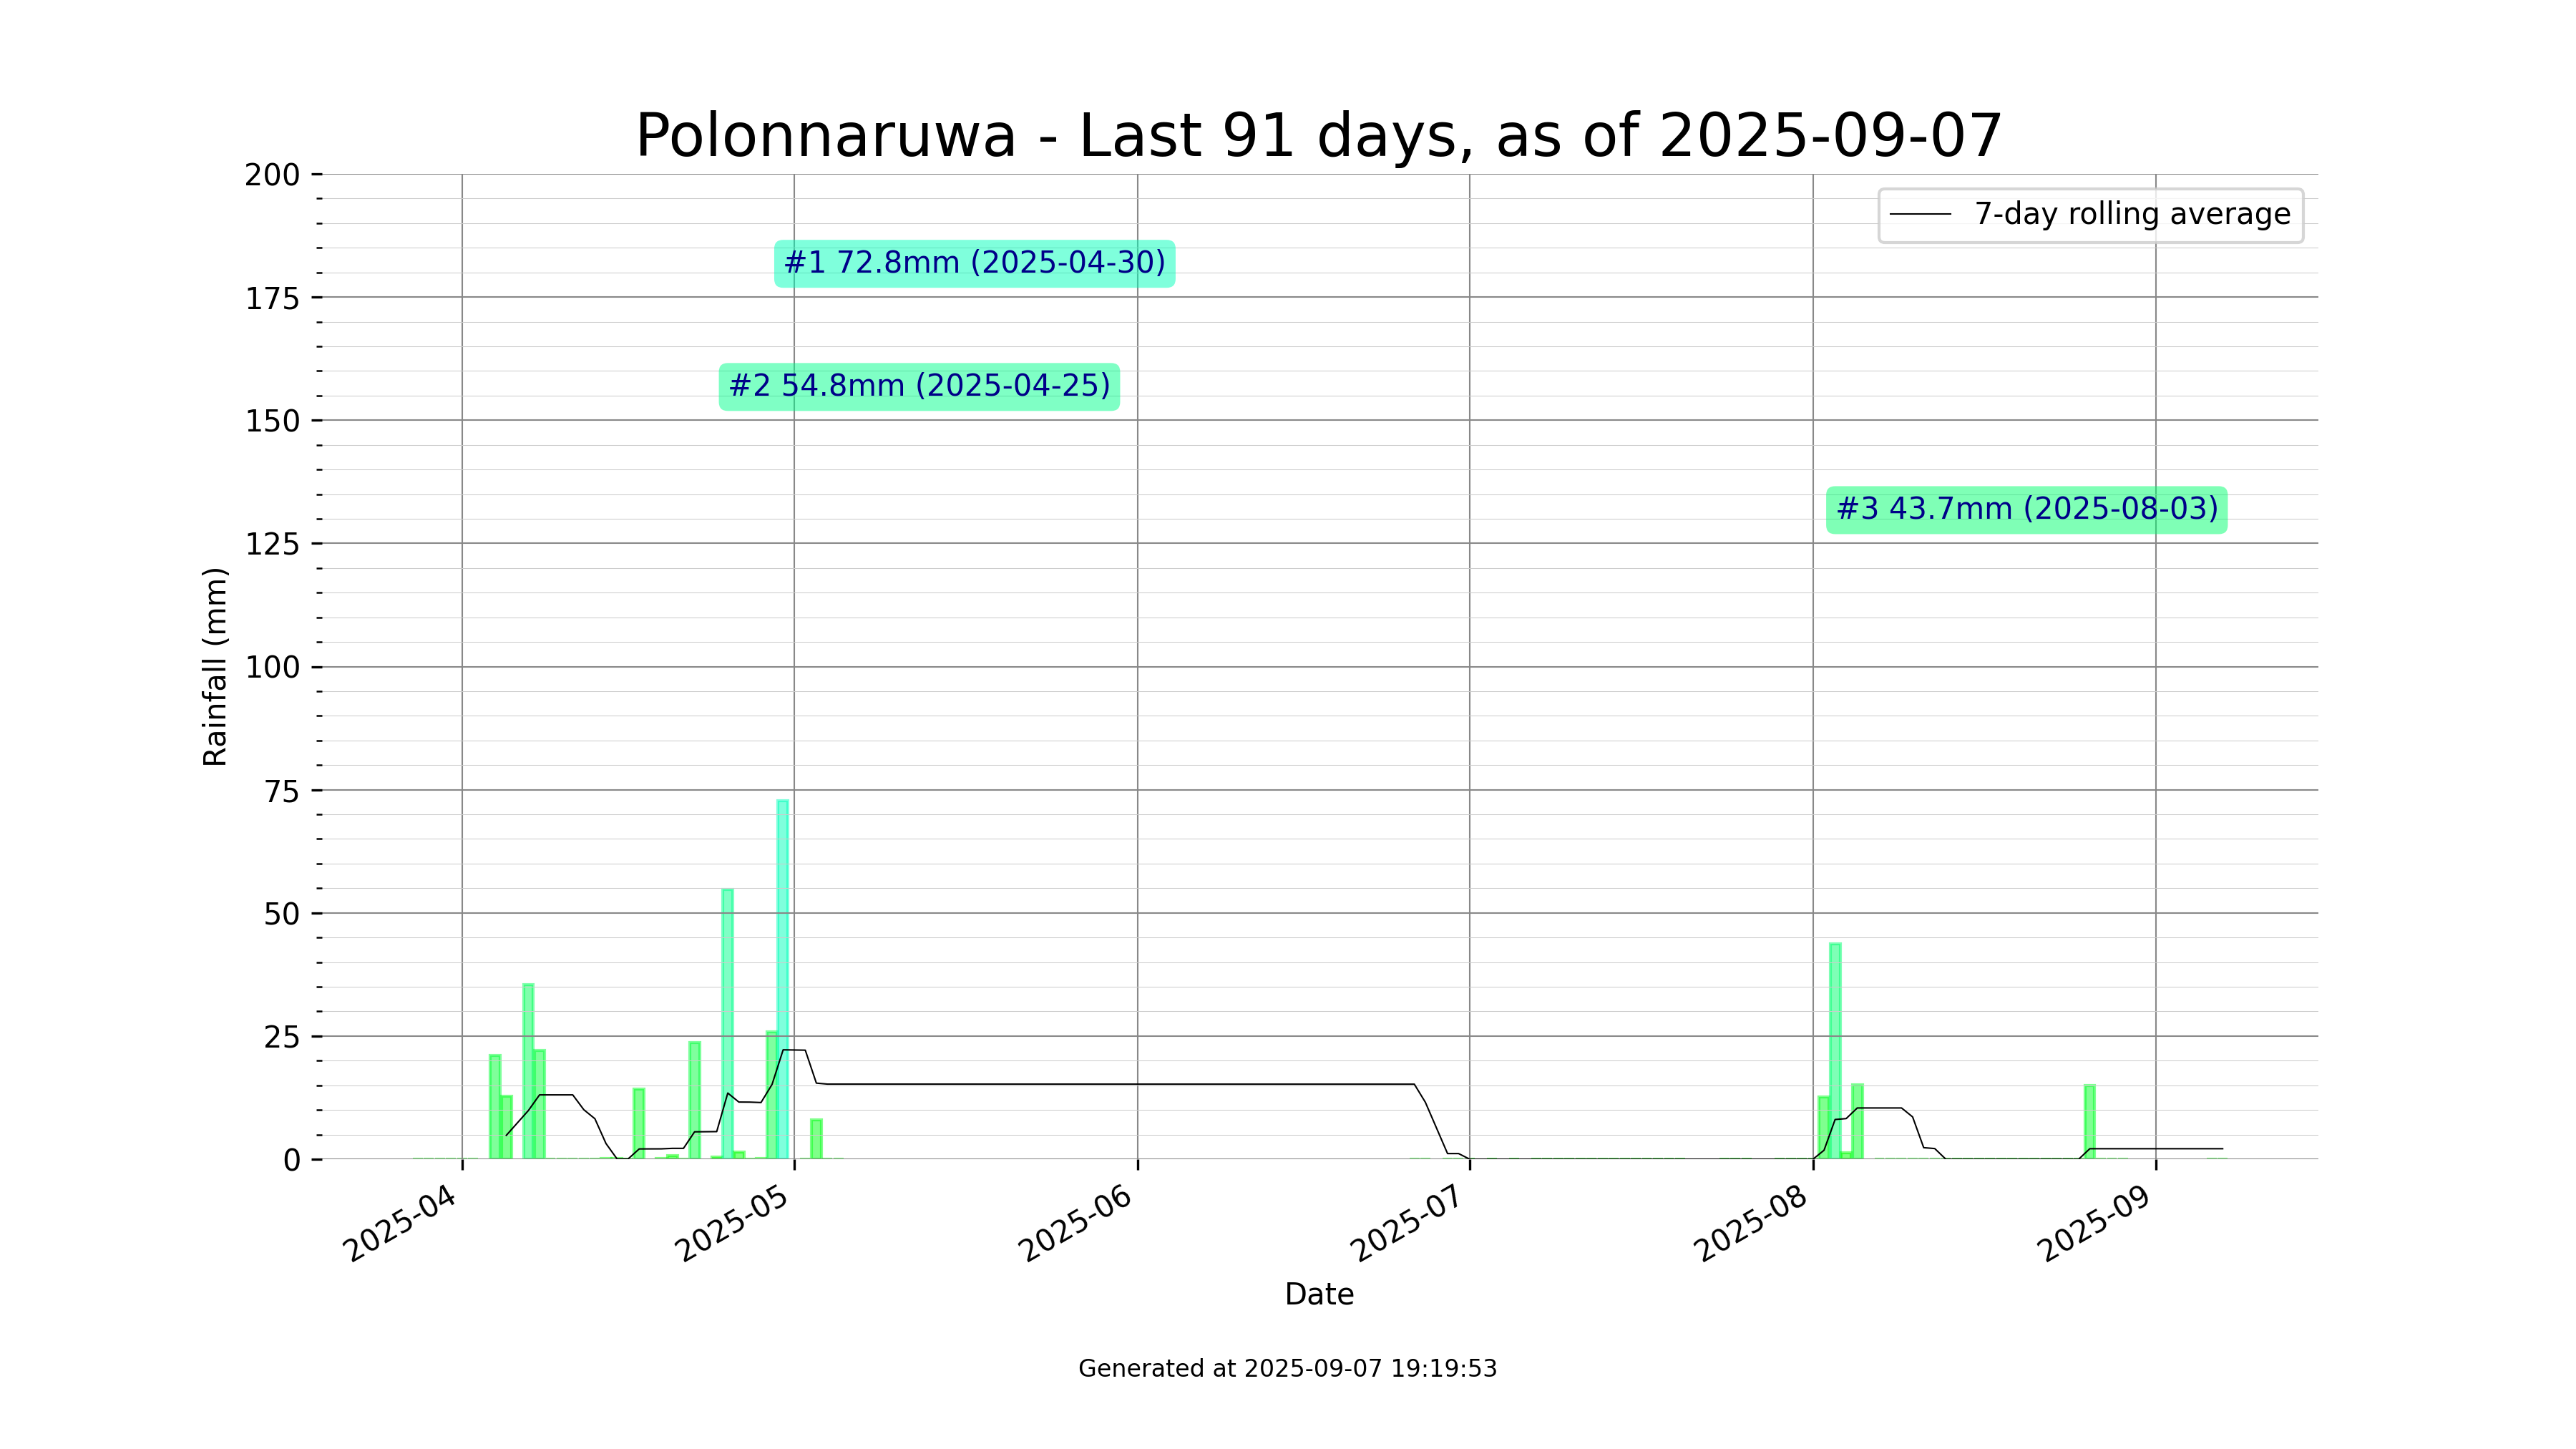 Polonnaruwa - Last 91 days, as of 2025-09-07
200
175
150
125
100
75
50
25
0
Rainfall (mm)
7-day rolling average
#1 72.8mm (2025-04-30)
#2 54.8mm (2025-04-25)
#3 43.7mm (2025-08-03)
2025-04
2025-05
2025-06
2025-07
2025-08
2025-09
Date
Generated at 2025-09-07 19:19:53